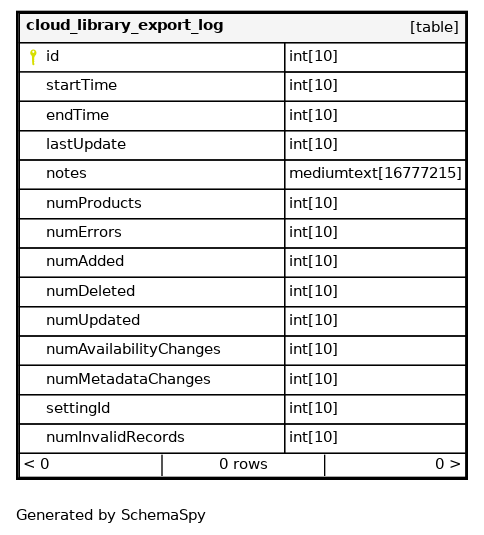 cloud_library_export_log [table]
id int[10]
startTime int[10]
endTime int[10]
lastUpdate int[10]
notes mediumtext[16777215]
numProducts int[10]
numErrors int[10]
numAdded int[10]
numDeleted int[10]
numUpdated int[10]
numAvailabilityChanges int[10]
numMetadataChanges int[10]
settingId int[10]
numInvalidRecords int[10]
< 0 0 rows 0 >
Generated by SchemaSpy